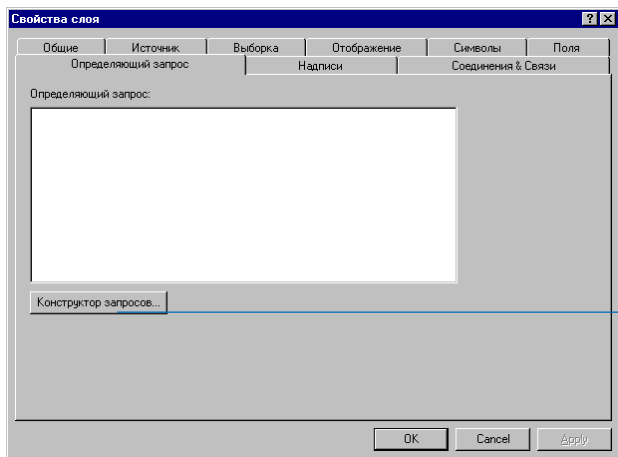 Свойства слоя
Общие Источник Выборка Отображение Символы Поля
Определяющий запрос Надписи Соединения & Связи
Определяющий запрос:
Конструктор запросов...
OK Cancel Apply